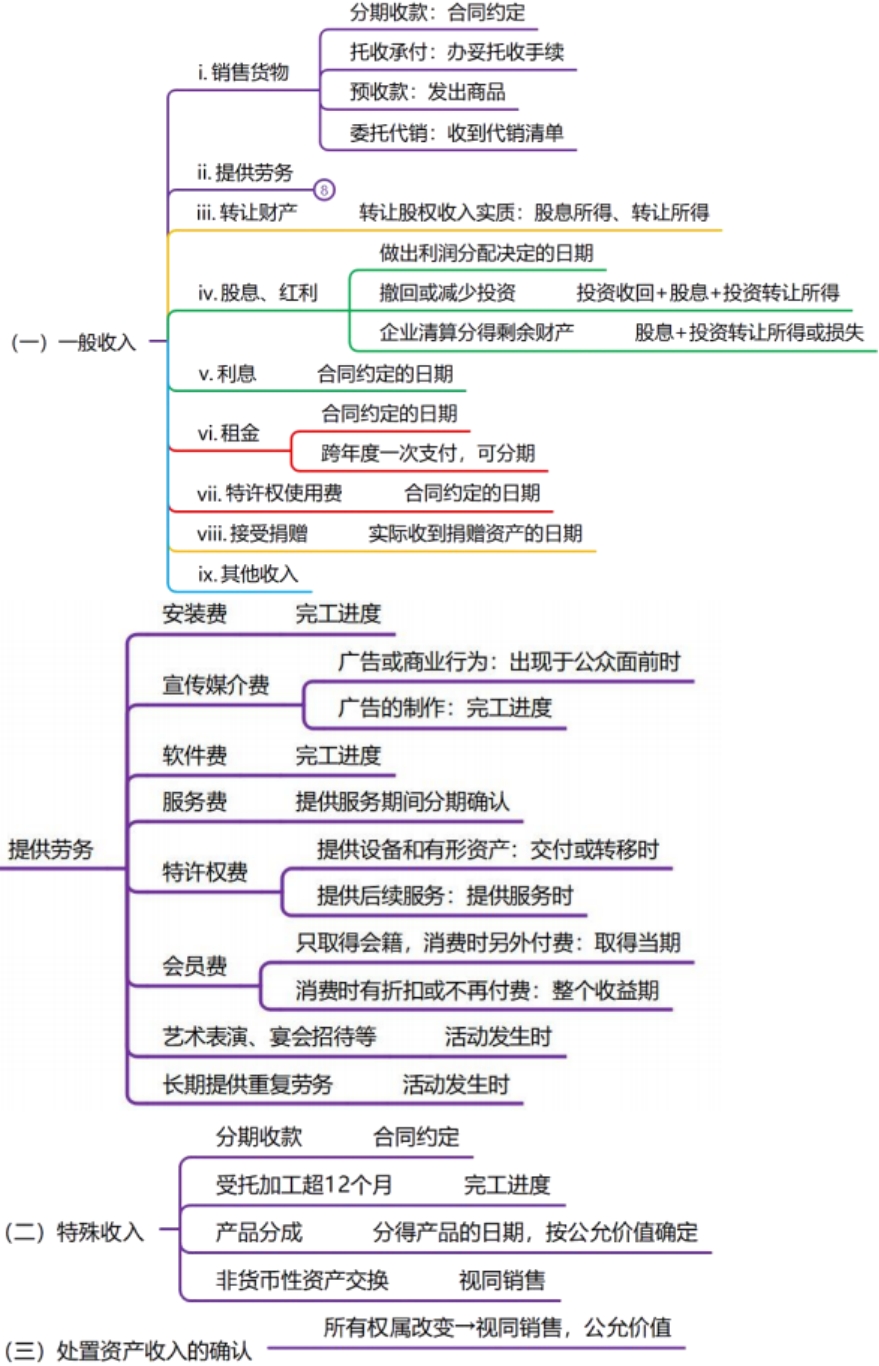 （一）一般收入
i. 销售货物
分期收款：合同约定
托收承付：办妥托收手续
预收款：发出商品
委托代销：收到代销清单
ii. 提供劳务
8
iii. 转让财产 转让股权收入实质：股息所得、转让所得
iv. 股息、红利
做出利润分配决定的日期
撤回或减少投资 投资收回+股息+投资转让所得
企业清算分得剩余财产 股息+投资转让所得或损失
v. 利息 合同约定的日期
vi. 租金
合同约定的日期
跨年度一次支付，可分期
vii. 特许权使用费 合同约定的日期
viii. 接受捐赠 实际收到捐赠资产的日期
ix. 其他收入
提供劳务
安装费 完工进度
宣传媒介费
广告或商业行为：出现于公众面前时
广告的制作：完工进度
软件费 完工进度
服务费 提供服务期间分期确认
特许权费
提供设备和有形资产：交付或转移时
提供后续服务：提供服务时
会员费
只取得会籍，消费时另外付费：取得当期
消费时有折扣或不再付费：整个收益期
艺术表演、宴会招待等 活动发生时
长期提供重复劳务 活动发生时
（二）特殊收入
分期收款 合同约定
受托加工超12个月 完工进度
产品分成 分得产品的日期，按公允价值确定
非货币性资产交换 视同销售
（三）处置资产收入的确认
所有权属改变→视同销售，公允价值